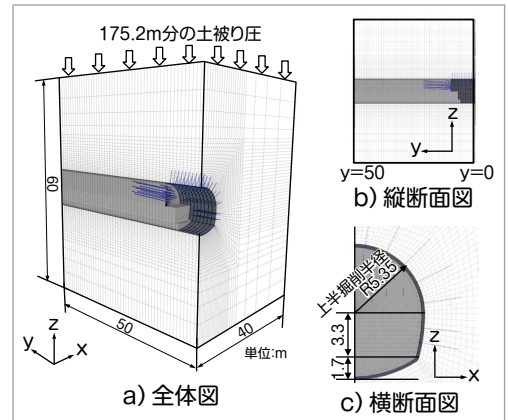 175.2m分の土被り圧
60
50
40
単位:m
z
y
x
a) 全体図
z
y
y=50
y=0
b) 縦断面図
上半掘削半径
R5.35
3.3
1.7
z
x
c) 横断面図